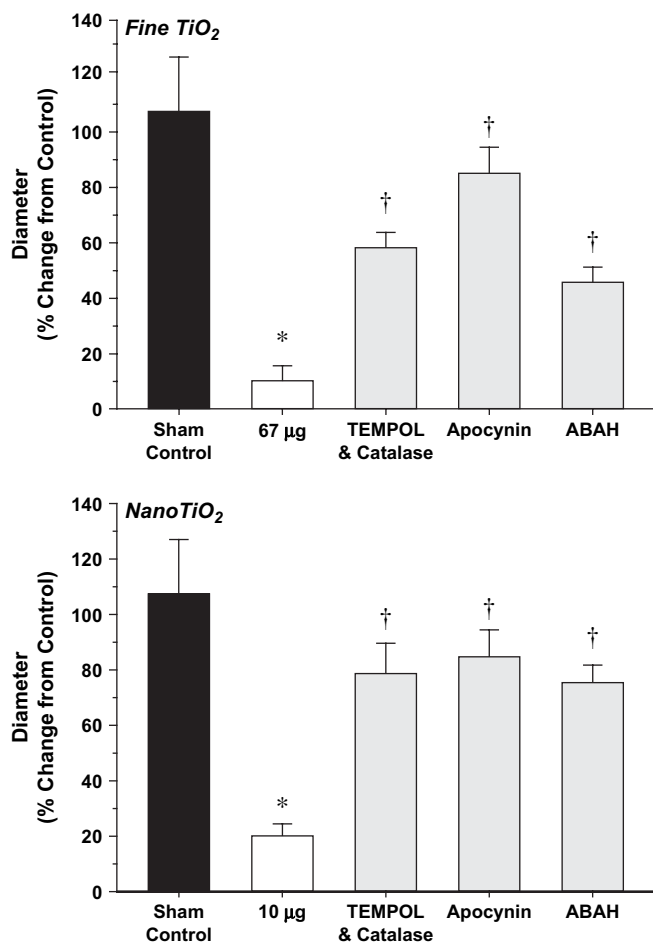 Fine TiO2
Diameter
(% Change from Control)
140
120
100
80
60
40
20
0
*
†
†
†
Sham
Control
67 μg
TEMPOL
& Catalase
Apocynin
ABAH
NanoTiO2
Diameter
(% Change from Control)
140
120
100
80
60
40
20
0
*
†
†
†
Sham
Control
10 μg
TEMPOL
& Catalase
Apocynin
ABAH